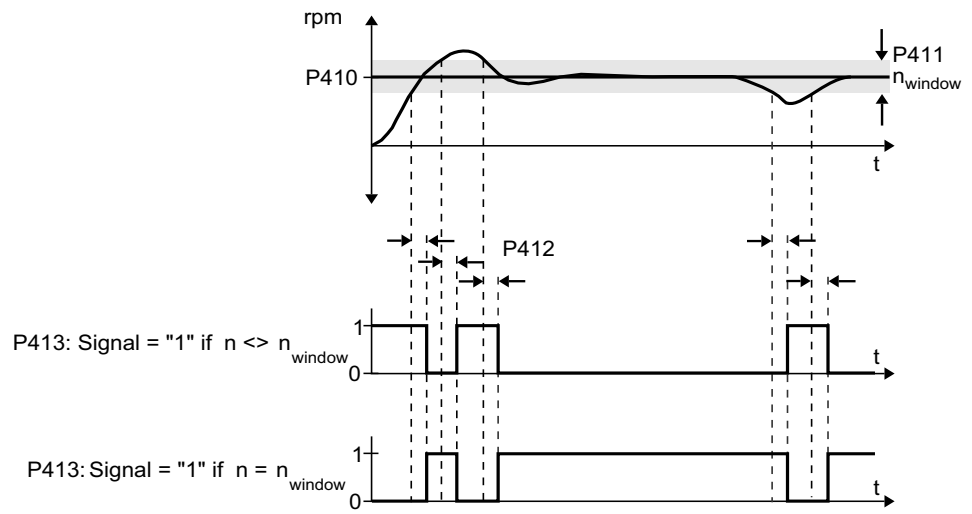 rpm
P411
P410
n window
t
P412
1
P413: Signal = "1" if n <> n window
t
0
1
P413: Signal = "1" if n = n window
t
0